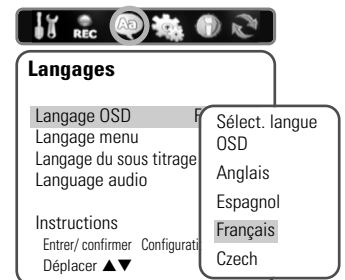 REC
Aa
Langages
Langage OSD
Langage menu
Langage du sous titrage
Language audio
Instructions
Entrer/ confirmer
Déplacer ▲▼
Sélect. langue
OSD
Anglais
Espagnol
Français
Czech